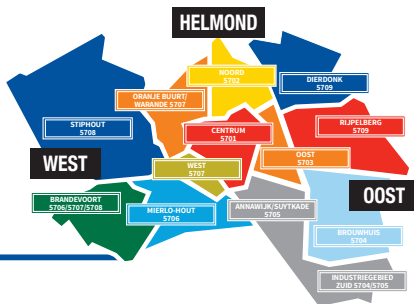 HELMOND
NOORD
5702
DIERDONK
5709
ORANJE BUURT/
WARANDE 5707
STIPHOUT
5708
CENTRUM
5701
RIJPELBERG
5709
OOST
5703
WEST
WEST
5707
OOST
BRANDEVOORT
5706/5707/5708
MIERLO-HOUT
5706
ANNAWIJK/SUYTKADE
5705
BROUWHUIS
5704
INDUSTRIEGEBIED
ZUID 5704/5705